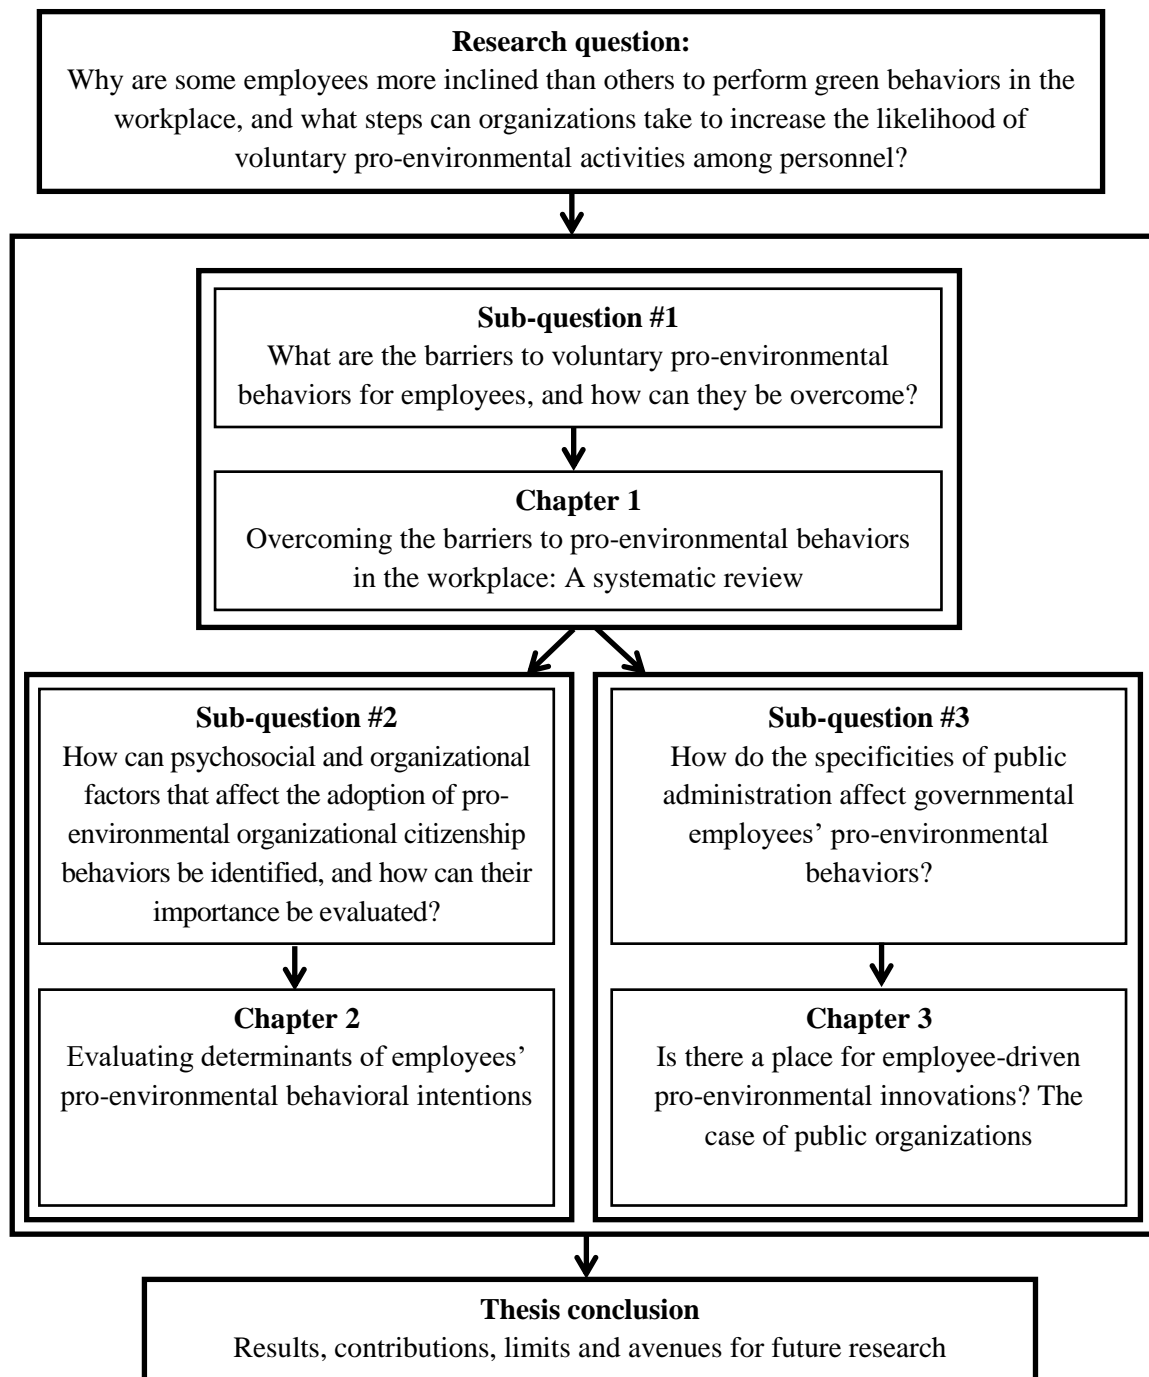 Research question:
Why are some employees more inclined than others to perform green behaviors in the
workplace, and what steps can organizations take to increase the likelihood of
voluntary pro-environmental activities among personnel?
Sub-question #1
What are the barriers to voluntary pro-environmental
behaviors for employees, and how can they be overcome?
Chapter 1
Overcoming the barriers to pro-environmental behaviors
in the workplace: A systematic review
Sub-question #2
How can psychosocial and organizational
factors that affect the adoption of pro-
environmental organizational citizenship
behaviors be identified, and how can their
importance be evaluated?
Chapter 2
Evaluating determinants of employees’
pro-environmental behavioral intentions
Sub-question #3
How do the specificities of public
administration affect governmental
employees’ pro-environmental
behaviors?
Chapter 3
Is there a place for employee-driven
pro-environmental innovations? The
case of public organizations
Thesis conclusion
Results, contributions, limits and avenues for future research